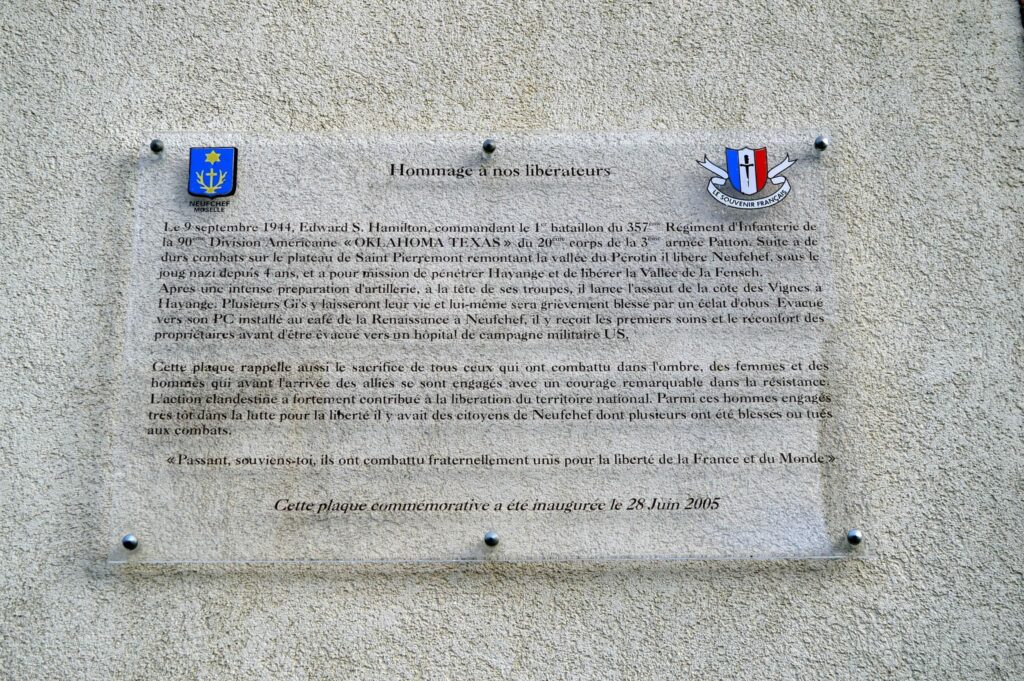 Hommage à nos libérateurs
NEUFCHEF
MOSELLE
LE SOUVENIR FRANÇAIS
Le 9 septembre 1944, Edward S. Hamilton, commandant le 1er bataillon du 357ème Régiment d'Infanterie de
la 90ème Division Américaine « OKLAHOMA TEXAS » du 20ème corps de la 3ème armée Patton. Suite à de
durs combats sur le plateau de Saint Pierremont remontant la vallée du Pérotin il libère Neufchef, sous le
joug nazi depuis 4 ans, et a pour mission de pénétrer Hayange et de libérer la Vallée de la Fensch.
Après une intense préparation d'artillerie, à la tête de ses troupes, il lance l'assaut de la côte des Vignes à
Hayange. Plusieurs Gi's y laisseront leur vie et lui-même sera grièvement blessé par un éclat d'obus. Evacué
vers son PC installé au café de la Renaissance à Neufchef, il y reçoit les premiers soins et le réconfort des
propriétaires avant d'être évacué vers un hôpital de campagne militaire US.
Cette plaque rappelle aussi le sacrifice de tous ceux qui ont combattu dans l'ombre, des femmes et des
hommes qui avant l'arrivée des alliés se sont engagés avec un courage remarquable dans la résistance.
L'action clandestine a fortement contribué à la libération du territoire national. Parmi ces hommes engagés
très tôt dans la lutte pour la liberté il y avait des citoyens de Neufchef dont plusieurs ont été blessés ou tués
aux combats.
« Passant, souviens-toi, ils ont combattu fraternellement unis pour la liberté de la France et du Monde »
Cette plaque commémorative a été inaugurée le 28 Juin 2005